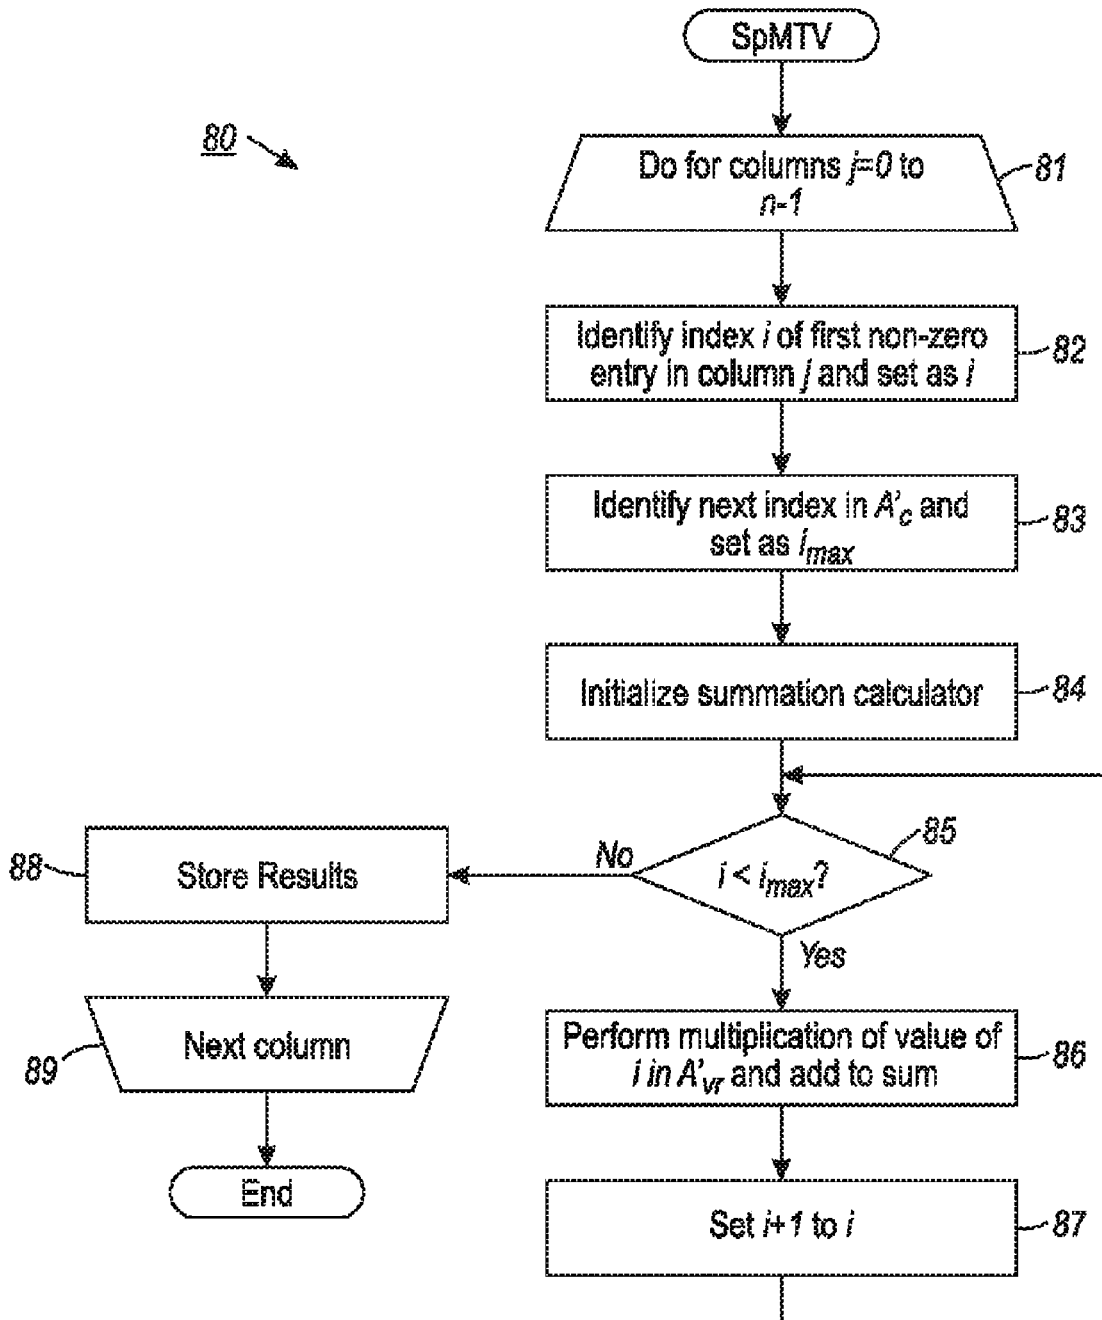 SpMTV
80
Do for columns j=0 to
n-1
81
Identify index i of first non-zero
entry in column j and set as i
82
Identify next index in A'c and
set as imax
83
Initialize summation calculator
84
85
i < imax?
No
Yes
88
Store Results
Perform multiplication of value of
i in A'vr and add to sum
86
89
Next column
Set i+1 to i
87
End